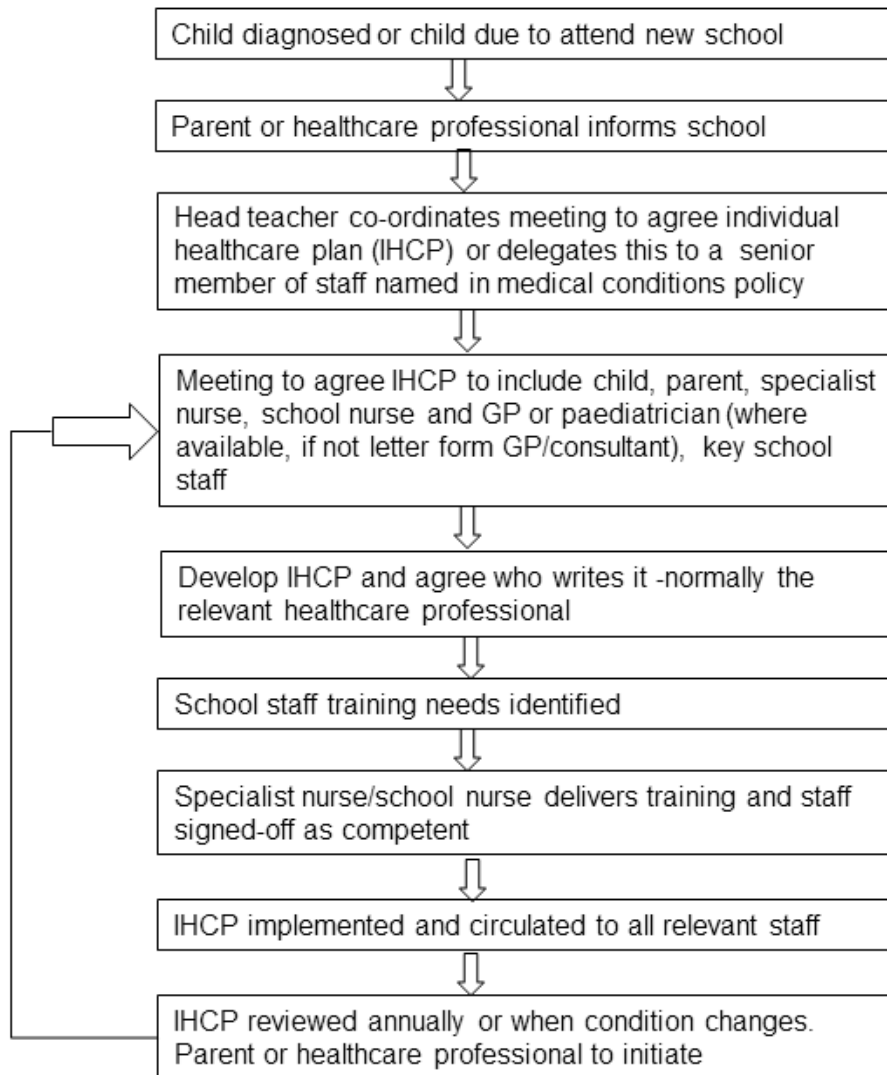 Child diagnosed or child due to attend new school
Parent or healthcare professional informs school
Head teacher co-ordinates meeting to agree individual
healthcare plan (IHCP) or delegates this to a senior
member of staff named in medical conditions policy
Meeting to agree IHCP to include child, parent, specialist
nurse, school nurse and GP or paediatrician (where
available, if not letter form GP/consultant), key school
staff
Develop IHCP and agree who writes it -normally the
relevant healthcare professional
School staff training needs identified
Specialist nurse/school nurse delivers training and staff
signed-off as competent
IHCP implemented and circulated to all relevant staff
IHCP reviewed annually or when condition changes.
Parent or healthcare professional to initiate